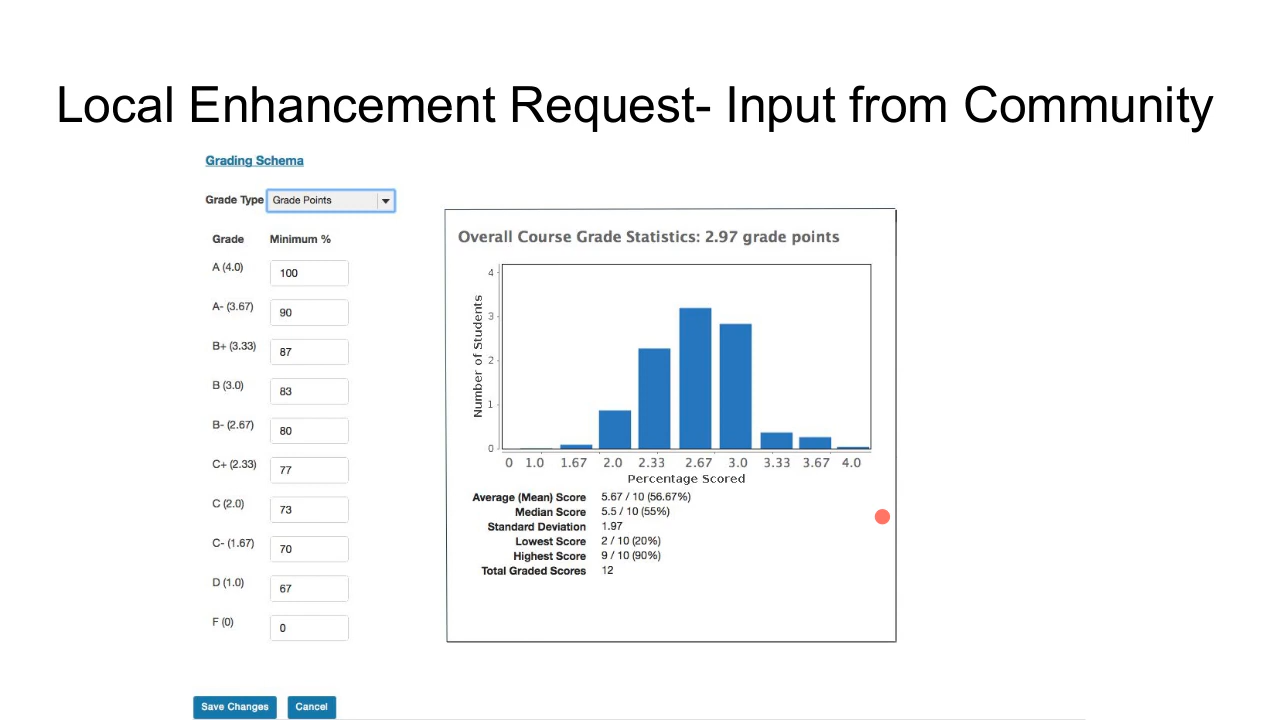 Local Enhancement Request- Input from Community
Grading Schema
Grade Type Grade Points
Grade Minimum %
A (4.0) 100
A- (3.67) 90
B+ (3.33) 87
B (3.0) 83
B- (2.67) 80
C+ (2.33) 77
C (2.0) 73
C- (1.67) 70
D (1.0) 67
F (0) 0
Save Changes Cancel
Overall Course Grade Statistics: 2.97 grade points
Number of Students
4
3
2
1
0
0 1.0 1.67 2.0 2.33 2.67 3.0 3.33 3.67 4.0
Percentage Scored
Average (Mean) Score 5.67 / 10 (56.67%)
Median Score 5.5 / 10 (55%)
Standard Deviation 1.97
Lowest Score 2 / 10 (20%)
Highest Score 9 / 10 (90%)
Total Graded Scores 12